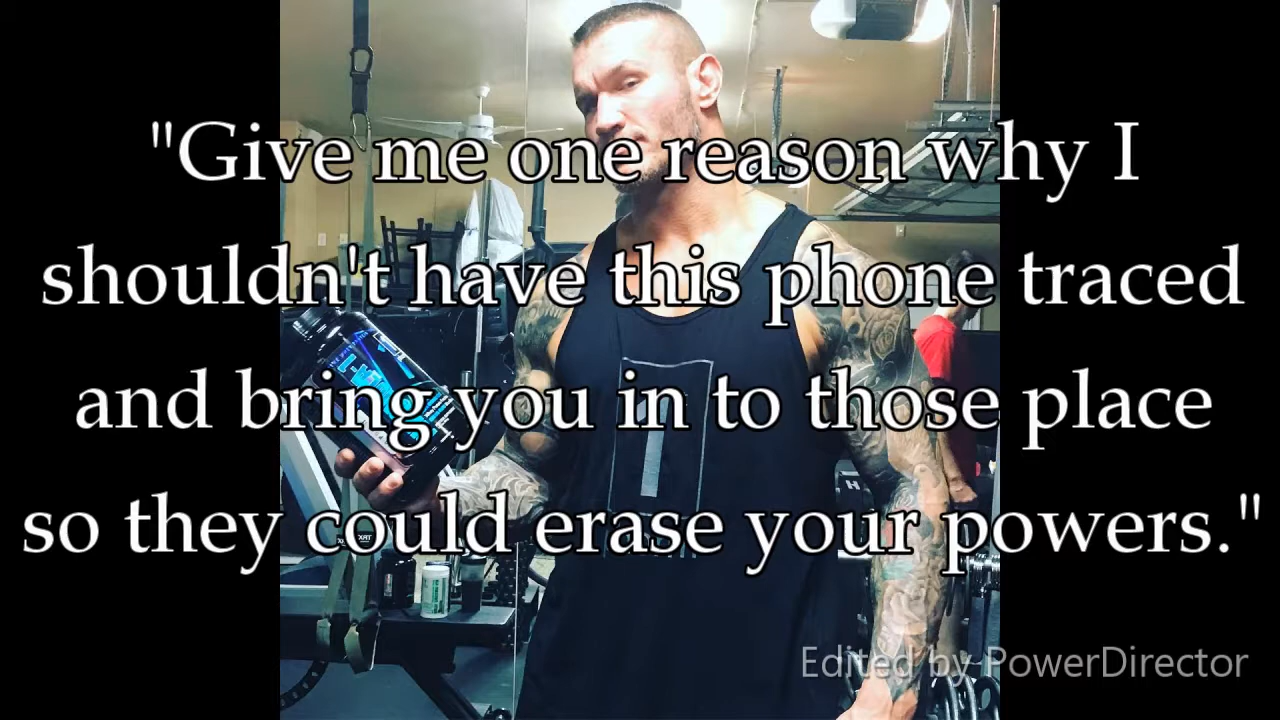 "Give me one reason why I
shouldn't have this phone traced
and bring you in to those place
so they could erase your powers."
Edited by PowerDirector